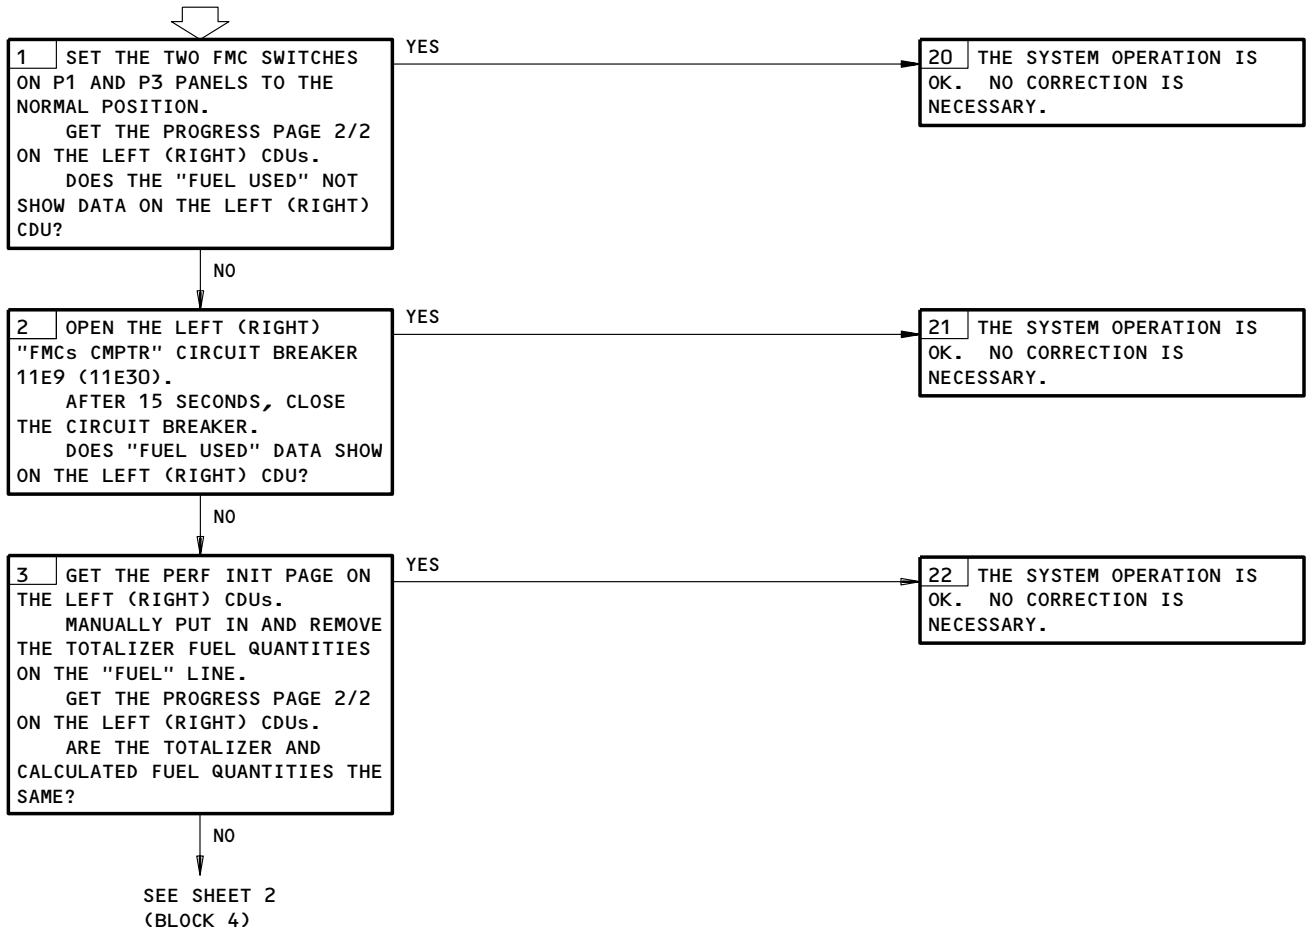 1 SET THE TWO FMC SWITCHES
ON P1 AND P3 PANELS TO THE
NORMAL POSITION.
GET THE PROGRESS PAGE 2/2
ON THE LEFT (RIGHT) CDUs.
DOES THE "FUEL USED" NOT
SHOW DATA ON THE LEFT (RIGHT)
CDU?
YES
20 THE SYSTEM OPERATION IS
OK. NO CORRECTION IS
NECESSARY.
NO
2 OPEN THE LEFT (RIGHT)
"FMCs CMPTR" CIRCUIT BREAKER
11E9 (11E30).
AFTER 15 SECONDS, CLOSE
THE CIRCUIT BREAKER.
DOES "FUEL USED" DATA SHOW
ON THE LEFT (RIGHT) CDU?
YES
21 THE SYSTEM OPERATION IS
OK. NO CORRECTION IS
NECESSARY.
NO
3 GET THE PERF INIT PAGE ON
THE LEFT (RIGHT) CDUs.
MANUALLY PUT IN AND REMOVE
THE TOTALIZER FUEL QUANTITIES
ON THE "FUEL" LINE.
GET THE PROGRESS PAGE 2/2
ON THE LEFT (RIGHT) CDUs.
ARE THE TOTALIZER AND
CALCULATED FUEL QUANTITIES THE
SAME?
YES
22 THE SYSTEM OPERATION IS
OK. NO CORRECTION IS
NECESSARY.
NO
SEE SHEET 2
(BLOCK 4)